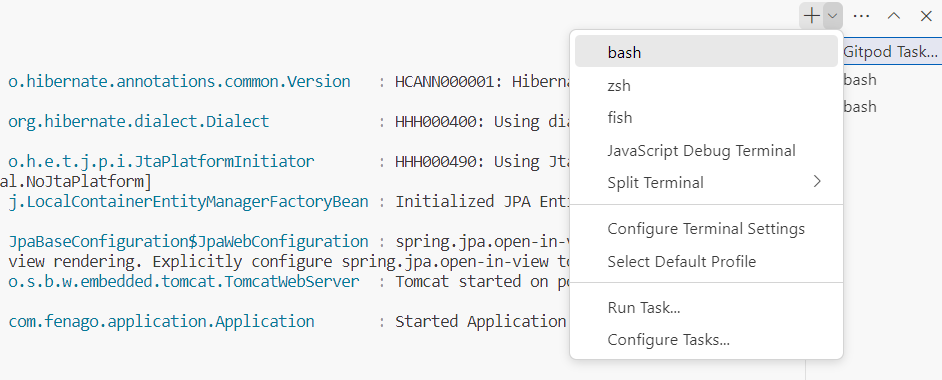 Gitpod Task...
bash
bash
o.hibernate.annotations.common.Version : HCANN000001: Hiberna
org.hibernate.dialect.Dialect : HHH000400: Using dia
o.h.e.t.j.p.i.JtaPlatformInitiator : HHH000490: Using Jta
al.NoJtaPlatform]
j.LocalContainerEntityManagerFactoryBean : Initialized JPA Enti
JpaBaseConfiguration$JpaWebConfiguration : spring.jpa.open-in-v
view rendering. Explicitly configure spring.jpa.open-in-view to
o.s.b.w.embedded.tomcat.TomcatWebServer : Tomcat started on po
com.fenago.application.Application : Started Application
bash
zsh
fish
JavaScript Debug Terminal
Split Terminal
Configure Terminal Settings
Select Default Profile
Run Task...
Configure Tasks...